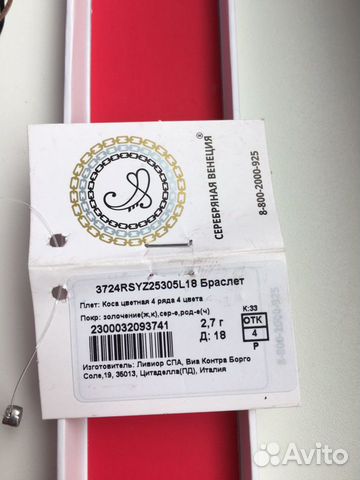 СЕРЕБРЯНАЯ ВЕНЕЦИЯ®
8-800-2000-925
3724RSYZ25305L18 Браслет
Плет: Коса цветная 4 ряда 4 цвета
Покр: золочение(ж,к),сер-е,род-е(ч)
К:33
2300032093741
2,7 г
Д: 18
ОТК
4
Р
Изготовитель: Ливиор СПА, Виа Контра Борго
Соле,19, 35013, Цитаделла(ПД), Италия
Avito